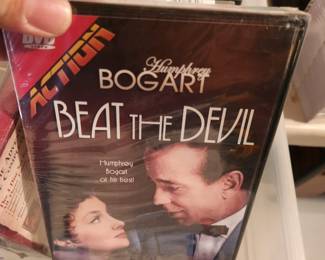 DVD
ACTION
Humphrey
BOGART
BEAT THE DEVIL
Humphrey
Bogart
at his Best!